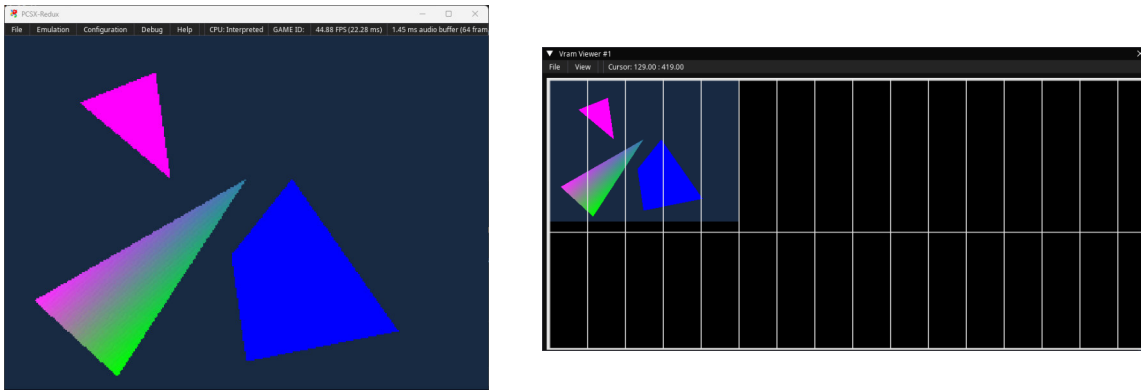 PCSX-Redux
File Emulation Configuration Debug Help CPU: Interpreted GAME ID: 44.88 FPS (22.28 ms) 1.45 ms audio buffer (64 fram
Vram Viewer #1
File View Cursor: 129.00 : 419.00